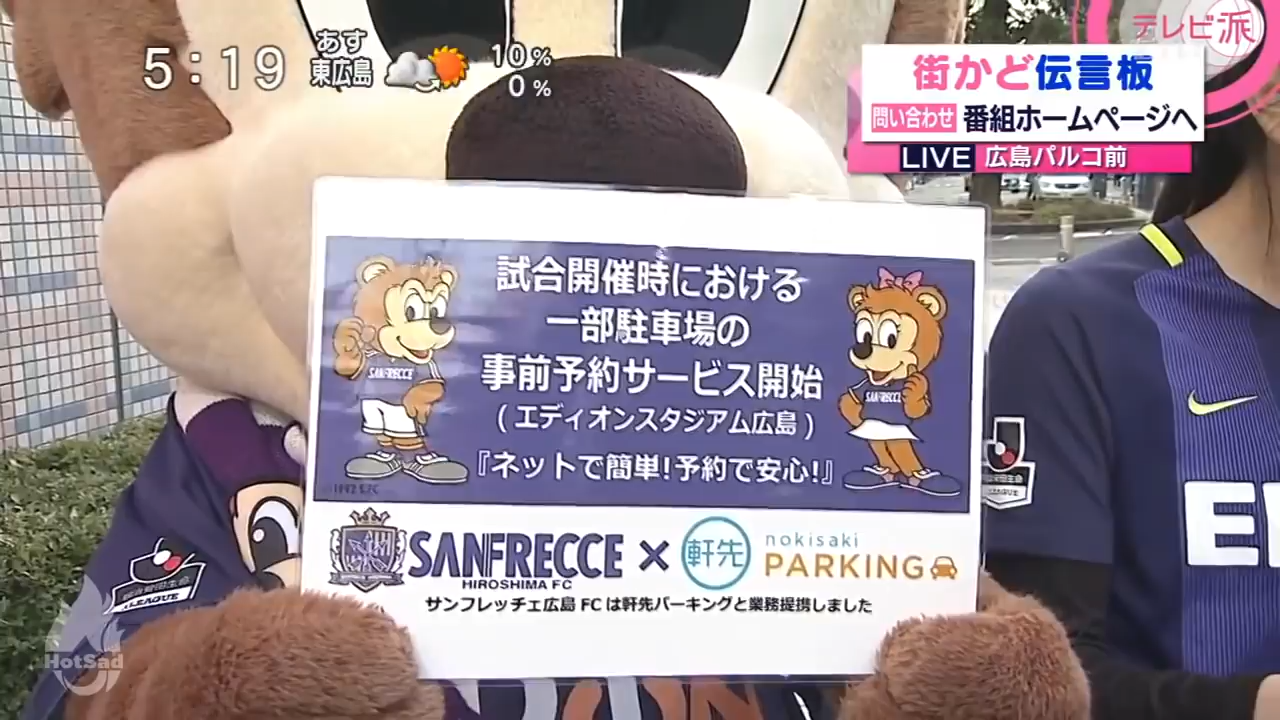 5:19
あす
東広島
10%
0%
テレビ派
街かど伝言板
問い合わせ 番組ホームページへ
LIVE 広島パルコ前
試合開催時における
一部駐車場の
事前予約サービス開始
(エディオンスタジアム広島)
『ネットで簡単!予約で安心!』
SANFRECCE
SANFRECCE
SANFRECCE × 軒先 nokisaki PARKING
HIROSHIMA FC
サンフレッチェ広島FCは軒先パーキングと業務提携しました
明治安田生命
J.LEAGUE
HotSad